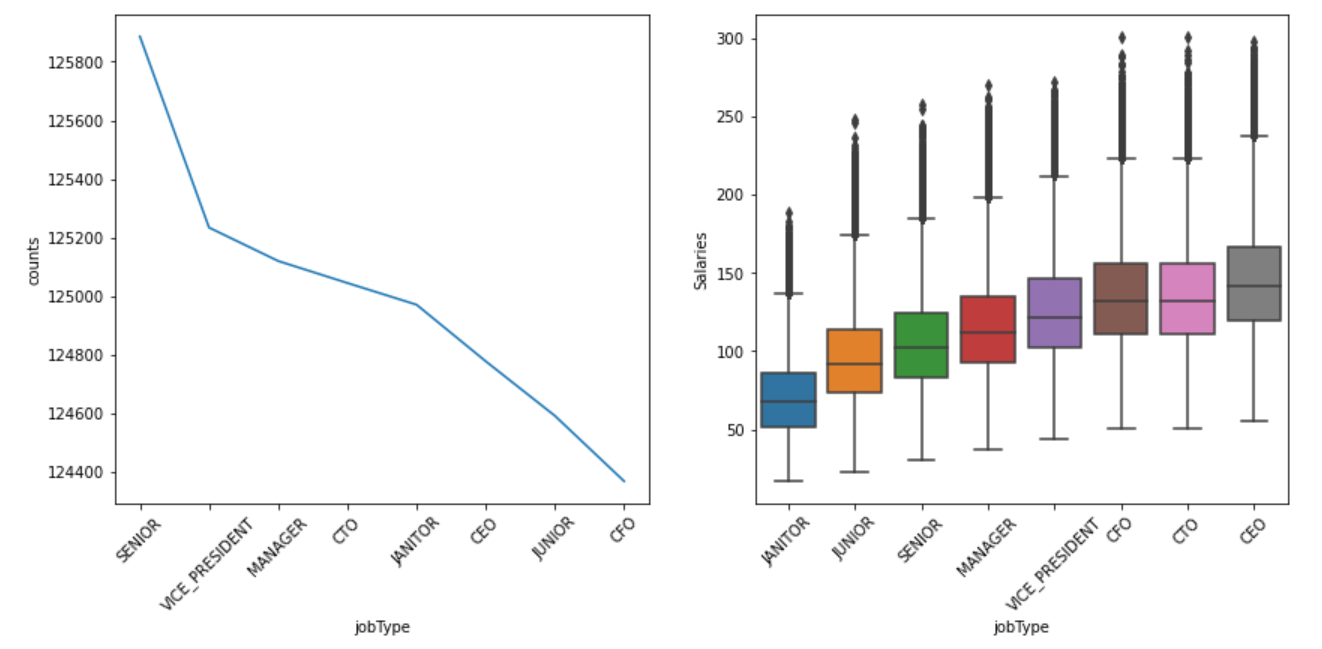 counts
125800
125600
125400
125200
125000
124800
124600
124400
SENIOR
VICE_PRESIDENT
MANAGER
CTO
JANITOR
CEO
JUNIOR
CFO
jobType
Salaries
300
250
200
150
100
50
JANITOR
JUNIOR
SENIOR
MANAGER
VICE_PRESIDENT
CFO
CTO
CEO
jobType